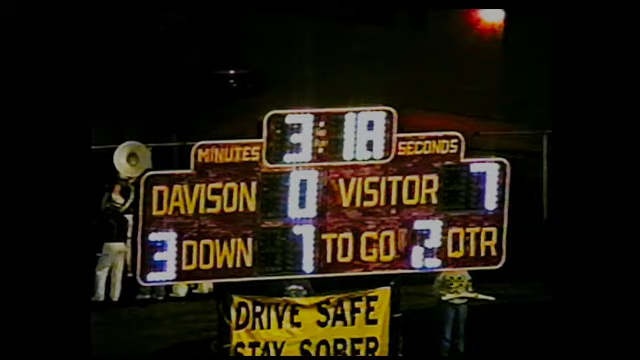 MINUTES 3:18 SECONDS
DAVISON 0 VISITOR 7
3 DOWN 7 TO GO 2 QTR
DRIVE SAFE
STAY SOBER